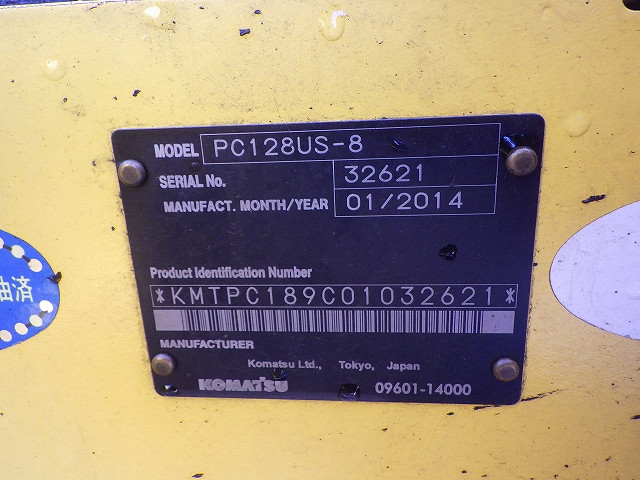 MODEL PC128US-8
SERIAL No. 32621
MANUFACT. MONTH/YEAR 01/2014
Product Identification Number
*KMTPC189C01032621*
MANUFACTURER
Komatsu Ltd., Tokyo, Japan
KOMATSU 09601-14000
油済